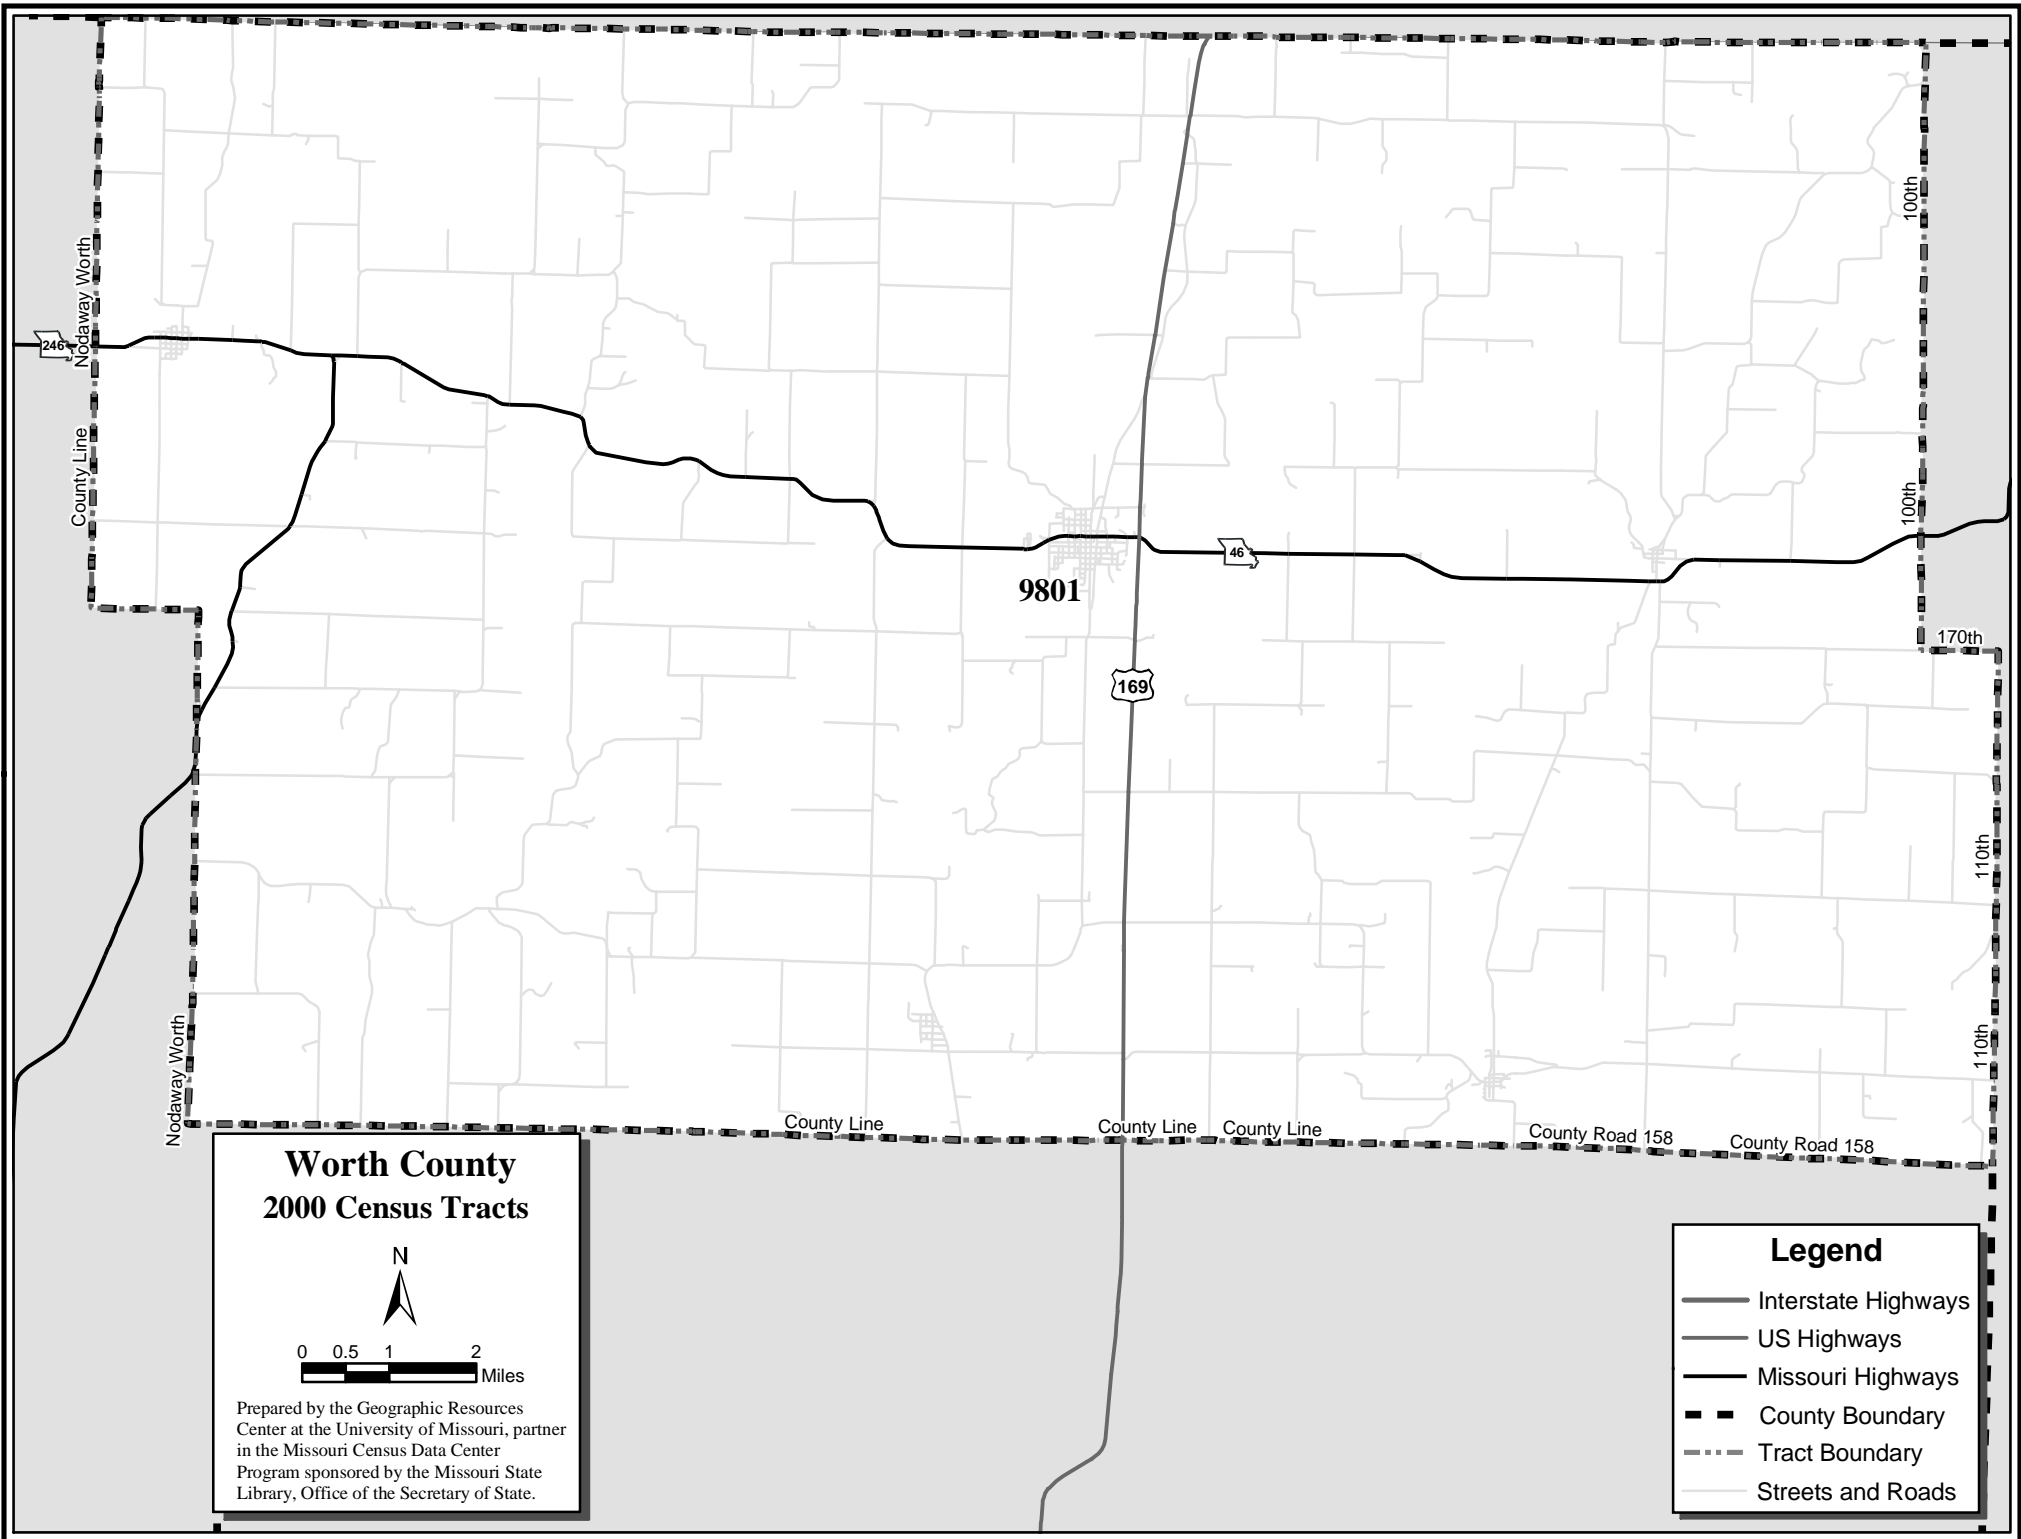 100th
Nodaway Worth
246
County Line
100th
46
9801
170th
169
110th
110th
Nodaway Worth
County Line
County Line
County Line
County Road 158
County Road 158
Worth County
2000 Census Tracts
N
0 0.5 1 2
Miles
Prepared by the Geographic Resources
Center at the University of Missouri, partner
in the Missouri Census Data Center
Program sponsored by the Missouri State
Library, Office of the Secretary of State.
Legend
Interstate Highways
US Highways
Missouri Highways
County Boundary
Tract Boundary
Streets and Roads